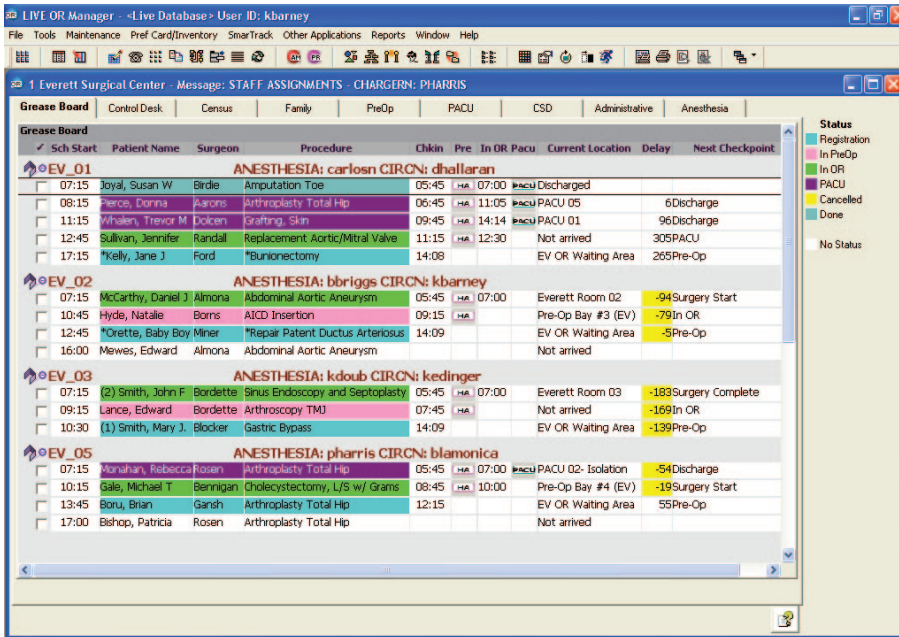 LIVE OR Manager - <Live Database> User ID: kbarney
File Tools Maintenance Pref Card/Inventory SmarTrack Other Applications Reports Window Help
AM PR
1 Everett Surgical Center - Message: STAFF ASSIGNMENTS - CHARGERN: PHARRIS
Grease Board Control Desk Census Family PreOp PACU CSD Administrative Anesthesia
Grease Board
✓ Sch Start Patient Name Surgeon Procedure Chkin Pre In OR Pacu Current Location Delay Next Checkpoint
EV_01 ANESTHESIA: carlosn CIRCN: dhallaran
07:15 Joyal, Susan W Birdie Amputation Toe 05:45 HA 07:00 PACU Discharged
08:15 Pierce, Donna Aarons Arthroplasty Total Hip 06:45 HA 11:05 PACU PACU 05 6 Discharge
11:15 Whalen, Trevor M Dolcen Grafting, Skin 09:45 HA 14:14 PACU PACU 01 96 Discharge
12:45 Sullivan, Jennifer Randall Replacement Aortic/Mitral Valve 11:15 HA 12:30 Not arrived 305 PACU
17:15 *Kelly, Jane J Ford *Bunionectomy 14:08 EV OR Waiting Area 265 Pre-Op
EV_02 ANESTHESIA: bbriggs CIRCN: kbarney
07:15 McCarthy, Daniel J Almona Abdominal Aortic Aneurysm 05:45 HA 07:00 Everett Room 02 -94 Surgery Start
10:45 Hyde, Natalie Borns AICD Insertion 09:15 HA Pre-Op Bay #3 (EV) -79 In OR
12:45 *Orette, Baby Boy Miner *Repair Patent Ductus Arteriosus 14:09 EV OR Waiting Area -5 Pre-Op
16:00 Mewes, Edward Almona Abdominal Aortic Aneurysm Not arrived
EV_03 ANESTHESIA: kdoub CIRCN: kedinger
07:15 (2) Smith, John F Bordette Sinus Endoscopy and Septoplasty 05:45 HA 07:00 Everett Room 03 -183 Surgery Complete
09:15 Lance, Edward Bordette Arthroscopy TMJ 07:45 HA Not arrived -169 In OR
10:30 (1) Smith, Mary J. Blocker Gastric Bypass 14:09 EV OR Waiting Area -139 Pre-Op
EV_05 ANESTHESIA: pharris CIRCN: blamonica
07:15 Monahan, Rebecca Rosen Arthroplasty Total Hip 05:45 HA 07:00 PACU PACU 02- Isolation -54 Discharge
10:15 Gale, Michael T Bennigan Cholecystectomy, L/S w/ Grams 08:45 HA 10:00 Pre-Op Bay #4 (EV) -19 Surgery Start
13:45 Boru, Brian Gansh Arthroplasty Total Hip 12:15 EV OR Waiting Area 55 Pre-Op
17:00 Bishop, Patricia Rosen Arthroplasty Total Hip Not arrived
Status
Registration
In PreOp
In OR
PACU
Cancelled
Done
No Status